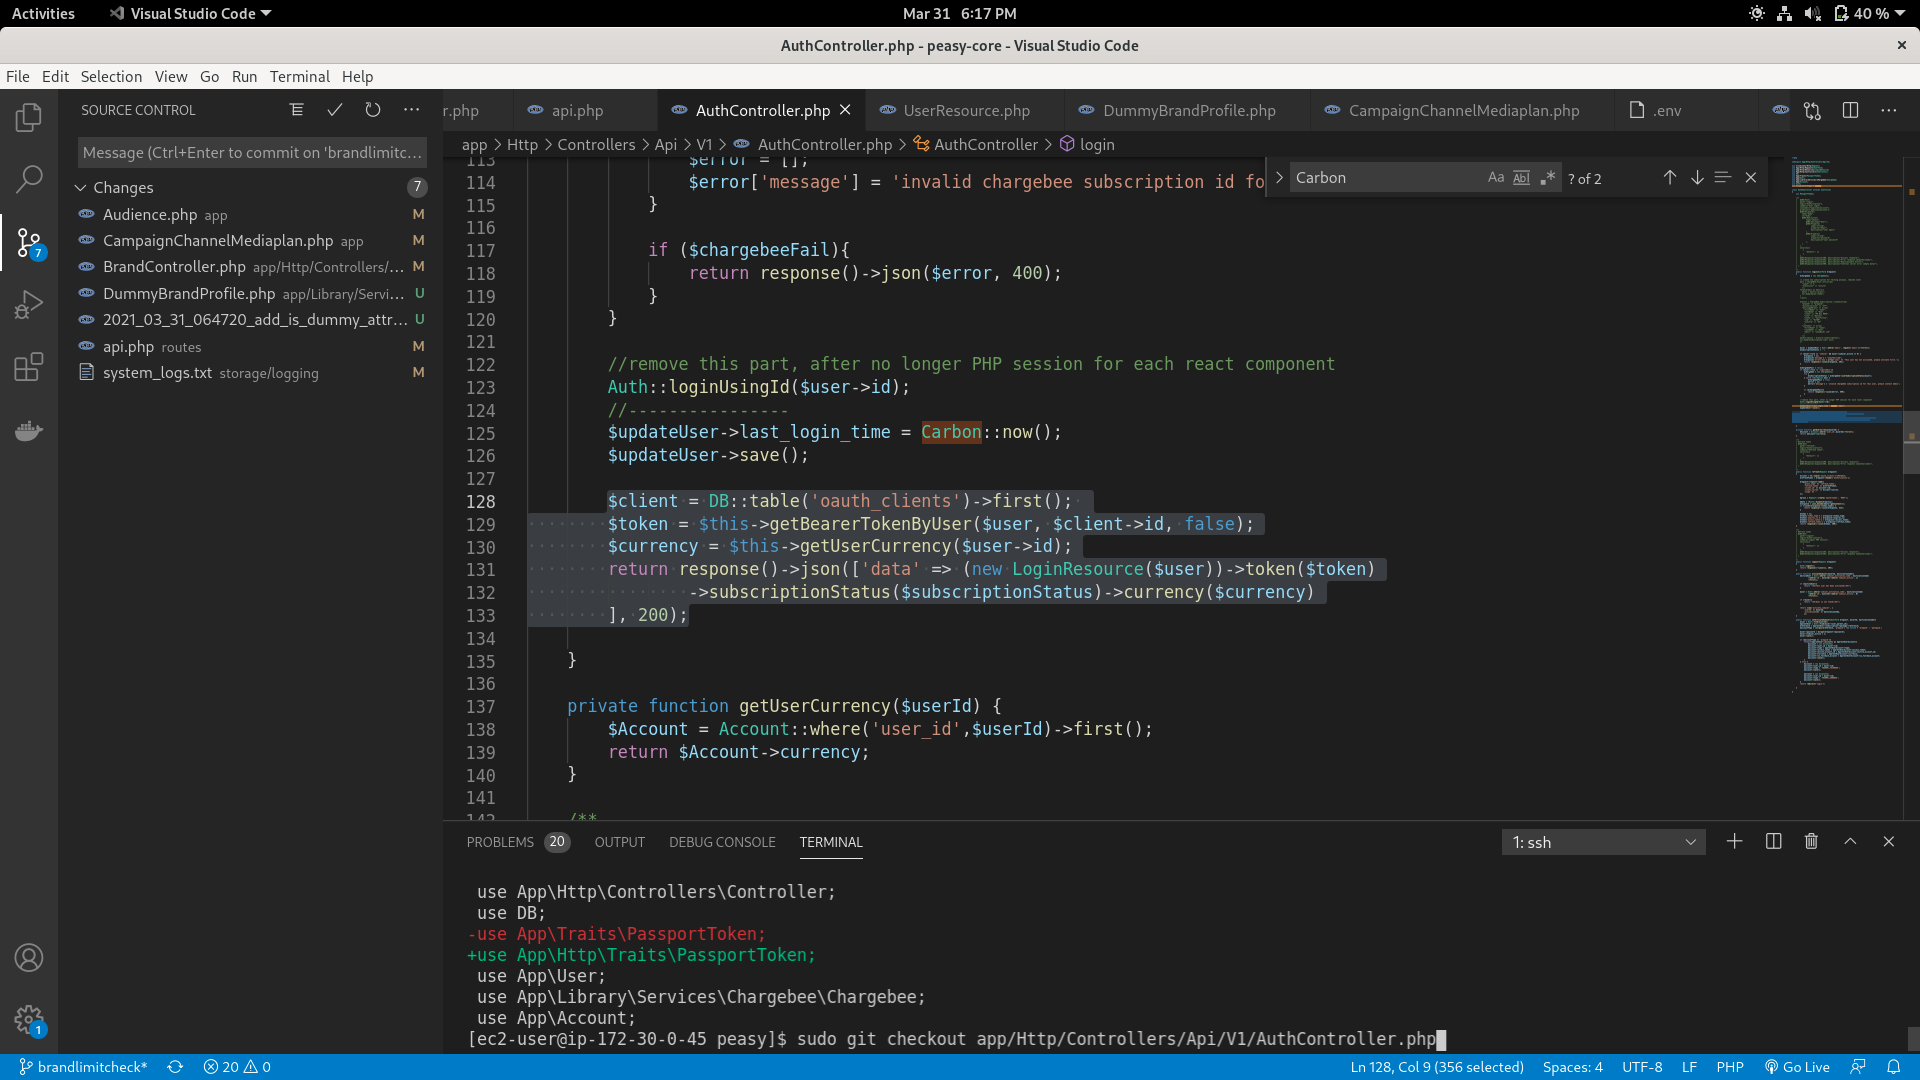 Activities
Visual Studio Code
Mar 31 6:17 PM
40 %
AuthController.php - peasy-core - Visual Studio Code
File Edit Selection View Go Run Terminal Help
SOURCE CONTROL
r.php
api.php
AuthController.php
UserResource.php
DummyBrandProfile.php
CampaignChannelMediaplan.php
.env
Message (Ctrl+Enter to commit on 'brandlimitc...
Changes 7
Audience.php app M
CampaignChannelMediaplan.php app M
BrandController.php app/Http/Controllers/... M
DummyBrandProfile.php app/Library/Servi... U
2021_03_31_064720_add_is_dummy_attr... U
api.php routes M
system_logs.txt storage/logging M
7
1
app > Http > Controllers > Api > V1 > AuthController.php > AuthController > login
Carbon
Aa Abl .* ? of 2
113 $error = [];
114 $error['message'] = 'invalid chargebee subscription id fo
115 }
116
117 if ($chargebeeFail){
118 return response()->json($error, 400);
119 }
120 }
121
122 //remove this part, after no longer PHP session for each react component
123 Auth::loginUsingId($user->id);
124 //----------------
125 $updateUser->last_login_time = Carbon::now();
126 $updateUser->save();
127
128 $client = DB::table('oauth_clients')->first();
129 $token = $this->getBearerTokenByUser($user, $client->id, false);
130 $currency = $this->getUserCurrency($user->id);
131 return response()->json(['data' => (new LoginResource($user))->token($token)
132 ->subscriptionStatus($subscriptionStatus)->currency($currency)
133 ], 200);
134
135 }
136
137 private function getUserCurrency($userId) {
138 $Account = Account::where('user_id',$userId)->first();
139 return $Account->currency;
140 }
141
142 /**
PROBLEMS 20 OUTPUT DEBUG CONSOLE TERMINAL
1: ssh
use App\Http\Controllers\Controller;
use DB;
-use App\Traits\PassportToken;
+use App\Http\Traits\PassportToken;
use App\User;
use App\Library\Services\Chargebee\Chargebee;
use App\Account;
[ec2-user@ip-172-30-0-45 peasy]$ sudo git checkout app/Http/Controllers/Api/V1/AuthController.php
brandlimitcheck* 20 0
Ln 128, Col 9 (356 selected) Spaces: 4 UTF-8 LF PHP Go Live